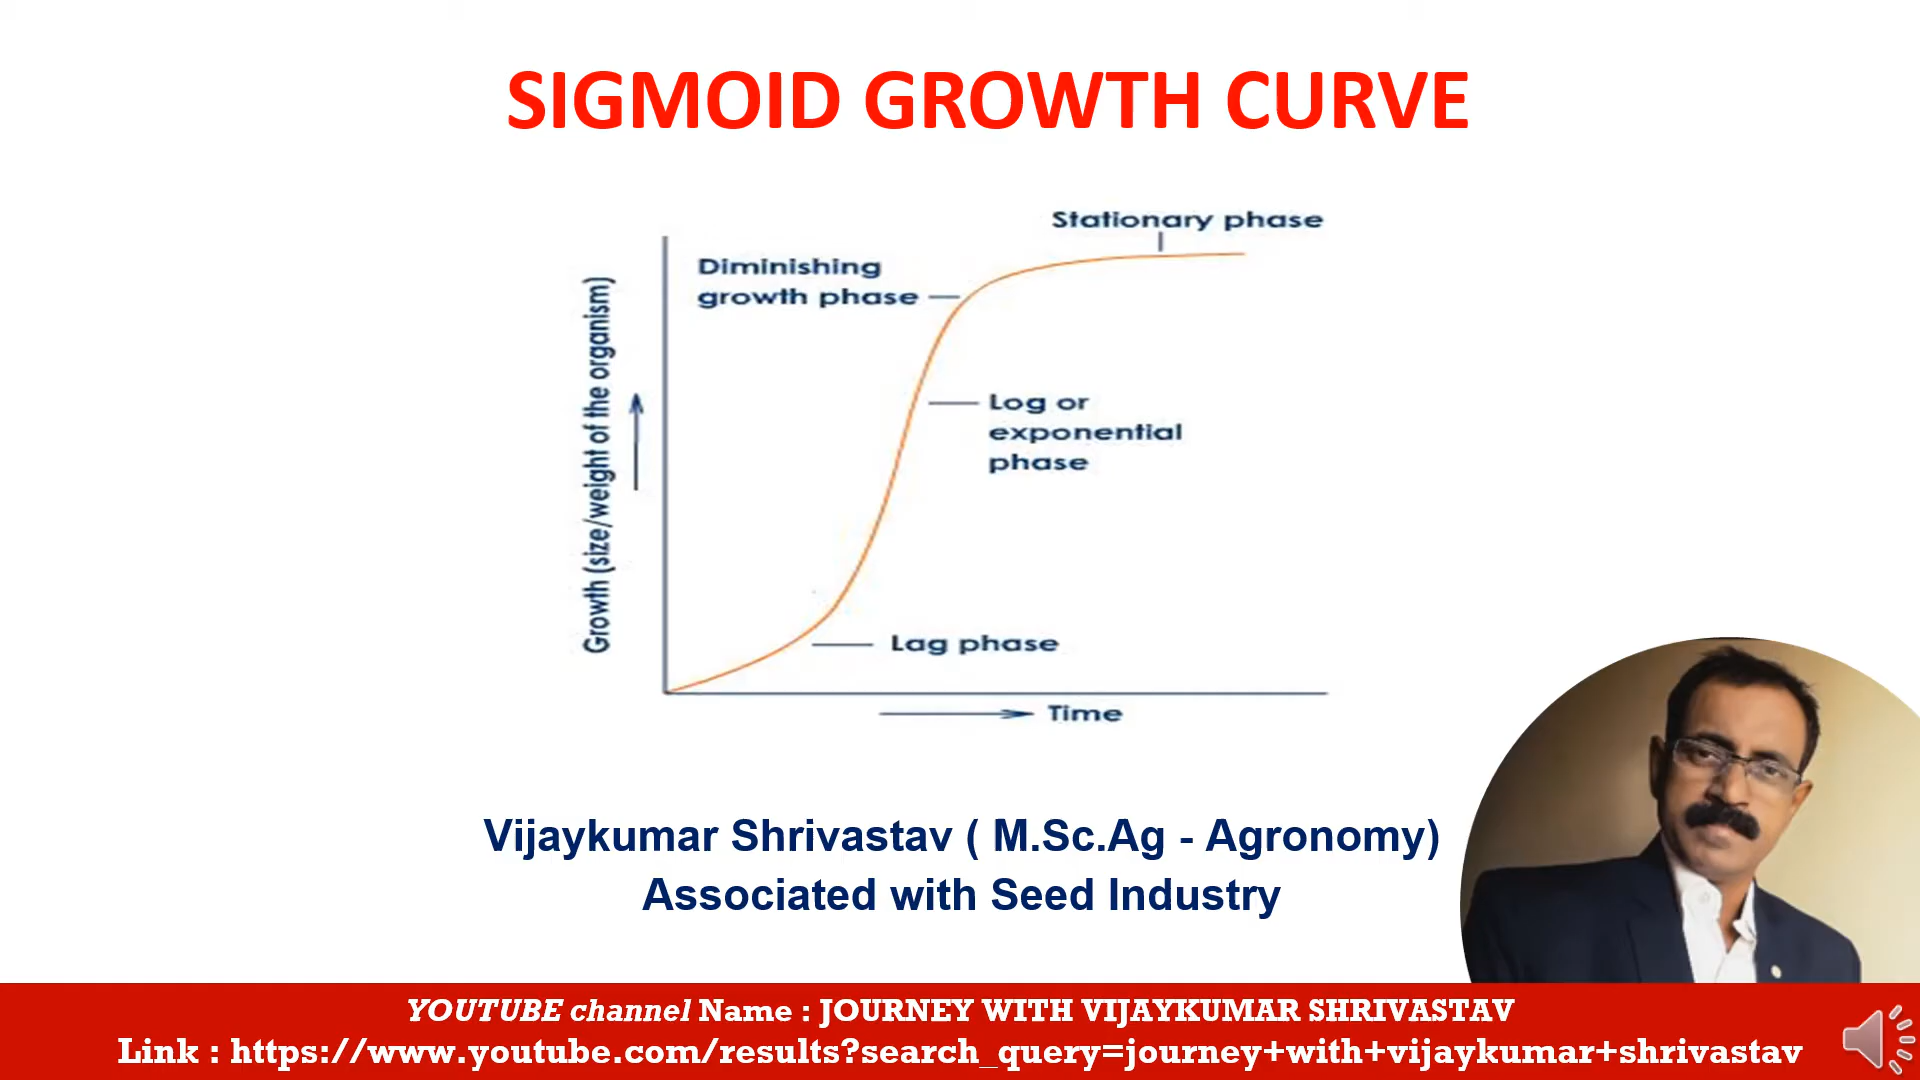 SIGMOID GROWTH CURVE
Stationary phase
Diminishing
growth phase
Log or
exponential
phase
Growth (size/weight of the organism)
Lag phase
Time
Vijaykumar Shrivastav ( M.Sc.Ag - Agronomy)
Associated with Seed Industry
YOUTUBE channel Name : JOURNEY WITH VIJAYKUMAR SHRIVASTAV
Link : https://www.youtube.com/results?search_query=journey+with+vijaykumar+shrivastav